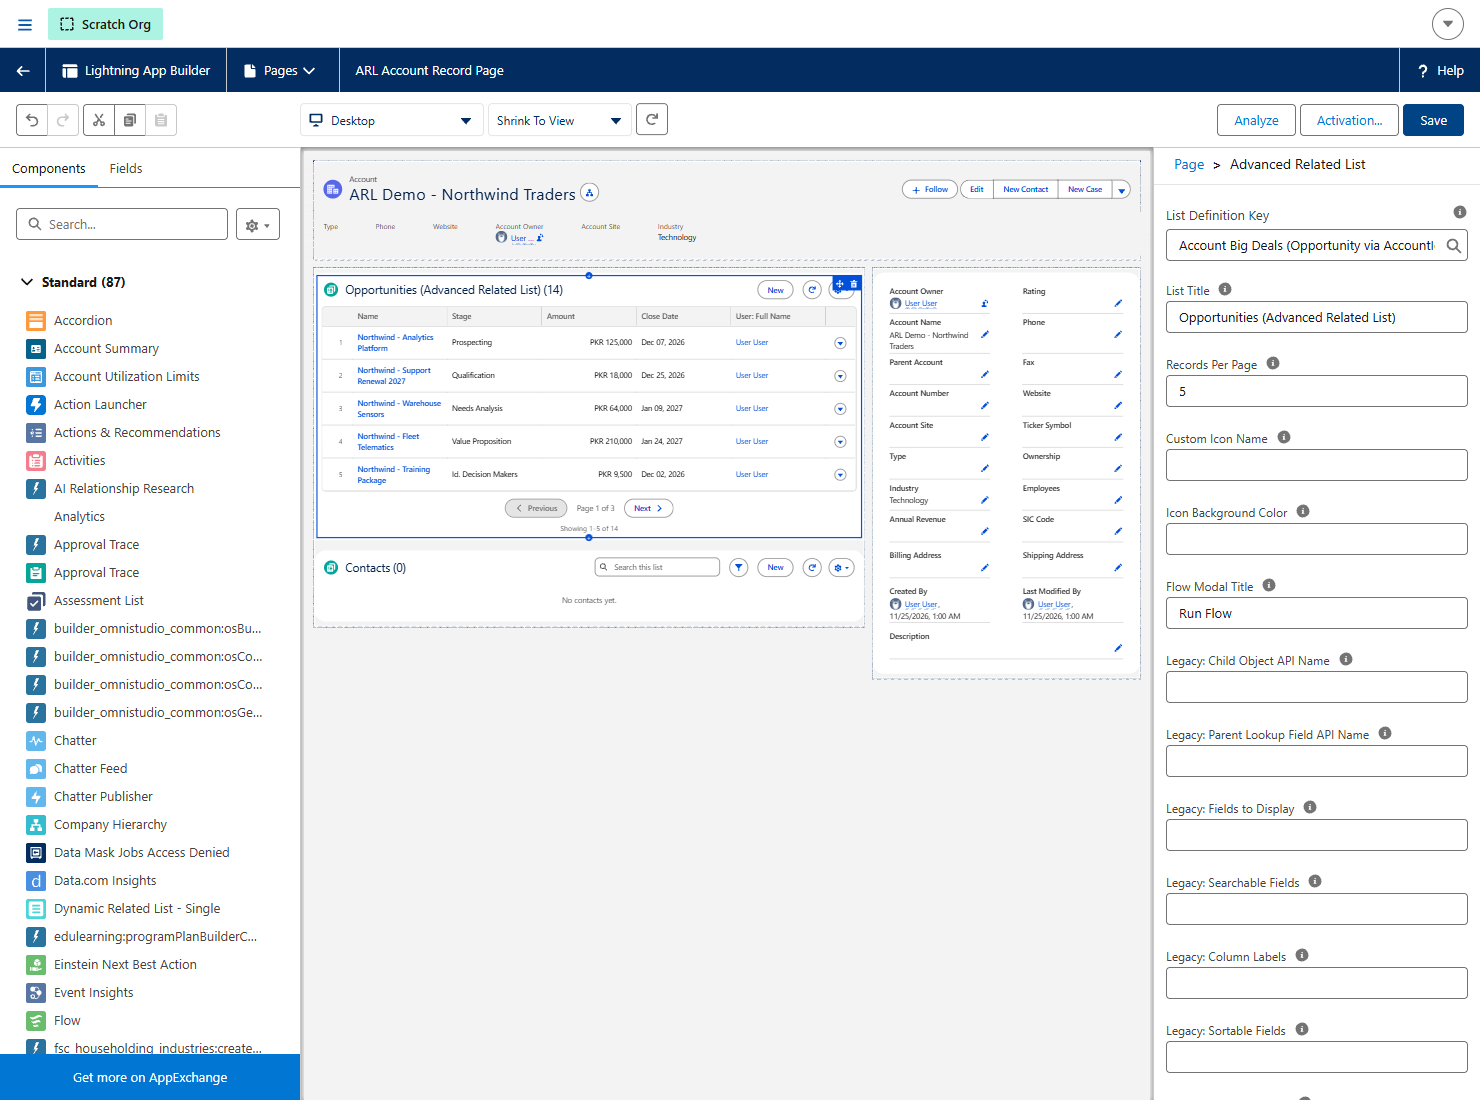 Scratch Org
Lightning App Builder
Pages
ARL Account Record Page
? Help
Desktop
Shrink To View
Analyze
Activation...
Save
Components
Fields
Search...
Standard (87)
Accordion
Account Summary
Account Utilization Limits
Action Launcher
Actions & Recommendations
Activities
AI Relationship Research
Analytics
Approval Trace
Approval Trace
Assessment List
builder_omnistudio_common:osBu...
builder_omnistudio_common:osCo...
builder_omnistudio_common:osCo...
builder_omnistudio_common:osGe...
Chatter
Chatter Feed
Chatter Publisher
Company Hierarchy
Data Mask Jobs Access Denied
Data.com Insights
Dynamic Related List - Single
edulearning:programPlanBuilderC...
Einstein Next Best Action
Event Insights
Flow
fsc_householding_industries:create...
Get more on AppExchange
Account
ARL Demo - Northwind Traders
Follow
Edit
New Contact
New Case
Type
Phone
Website
Account Owner
User ...
Account Site
Industry
Technology
Opportunities (Advanced Related List) (14)
New
Name Stage Amount Close Date User: Full Name
1 Northwind - Analytics Platform Prospecting PKR 125,000 Dec 07, 2026 User User
2 Northwind - Support Renewal 2027 Qualification PKR 18,000 Dec 25, 2026 User User
3 Northwind - Warehouse Sensors Needs Analysis PKR 64,000 Jan 09, 2027 User User
4 Northwind - Fleet Telematics Value Proposition PKR 210,000 Jan 24, 2027 User User
5 Northwind - Training Package Id. Decision Makers PKR 9,500 Dec 02, 2026 User User
Previous
Page 1 of 3
Next
Showing 1-5 of 14
Contacts (0)
Search this list
New
No contacts yet.
Account Owner
User User
Rating
Account Name
ARL Demo - Northwind
Traders
Phone
Parent Account
Fax
Account Number
Website
Account Site
Ticker Symbol
Type
Ownership
Industry
Technology
Employees
Annual Revenue
SIC Code
Billing Address
Shipping Address
Created By
User User,
11/25/2026, 1:00 AM
Last Modified By
User User,
11/25/2026, 1:00 AM
Description
Page > Advanced Related List
List Definition Key
Account Big Deals (Opportunity via AccountI
List Title
Opportunities (Advanced Related List)
Records Per Page
5
Custom Icon Name
Icon Background Color
Flow Modal Title
Run Flow
Legacy: Child Object API Name
Legacy: Parent Lookup Field API Name
Legacy: Fields to Display
Legacy: Searchable Fields
Legacy: Column Labels
Legacy: Sortable Fields